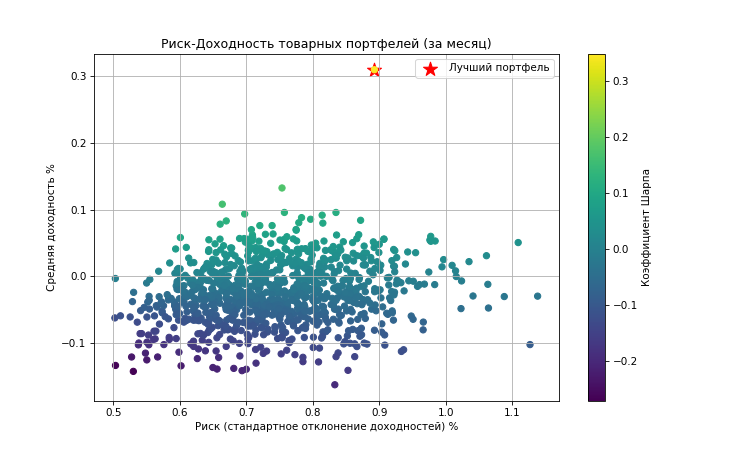 Риск-Доходность товарных портфелей (за месяц)
Лучший портфель
Средняя доходность %
0.3
0.2
0.1
0.0
−0.1
0.5 0.6 0.7 0.8 0.9 1.0 1.1
Риск (стандартное отклонение доходностей) %
0.3
0.2
0.1
0.0
−0.1
−0.2
Коэффициент Шарпа